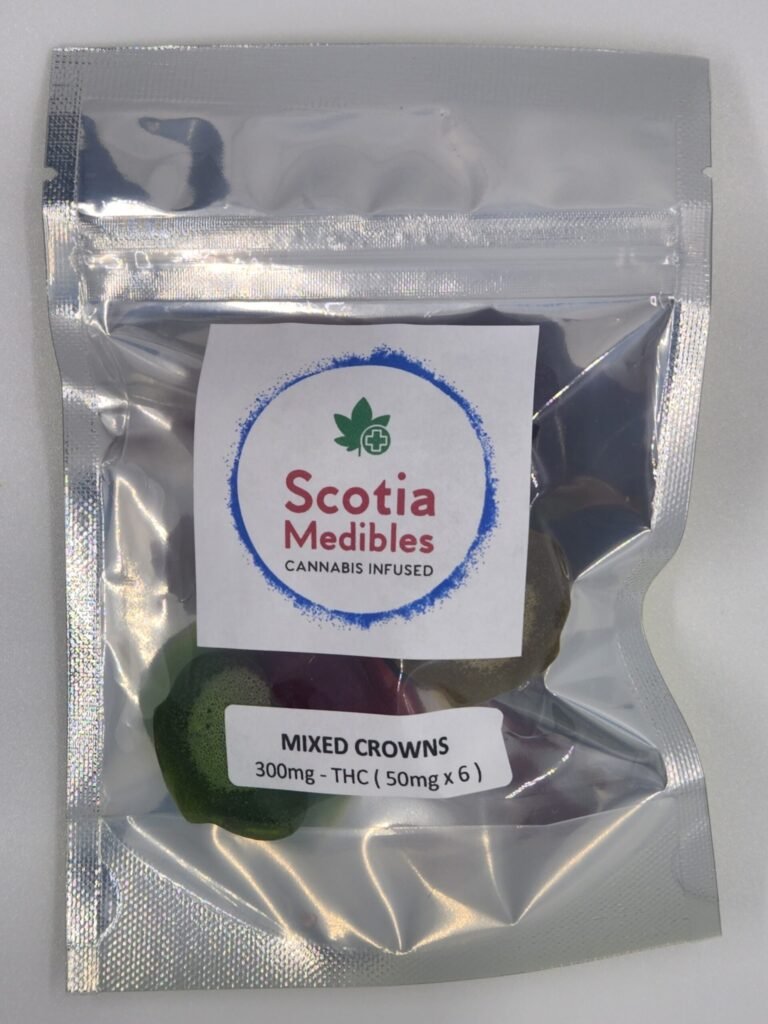 Scotia
Medibles
CANNABIS INFUSED
MIXED CROWNS
300mg - THC ( 50mg x 6 )